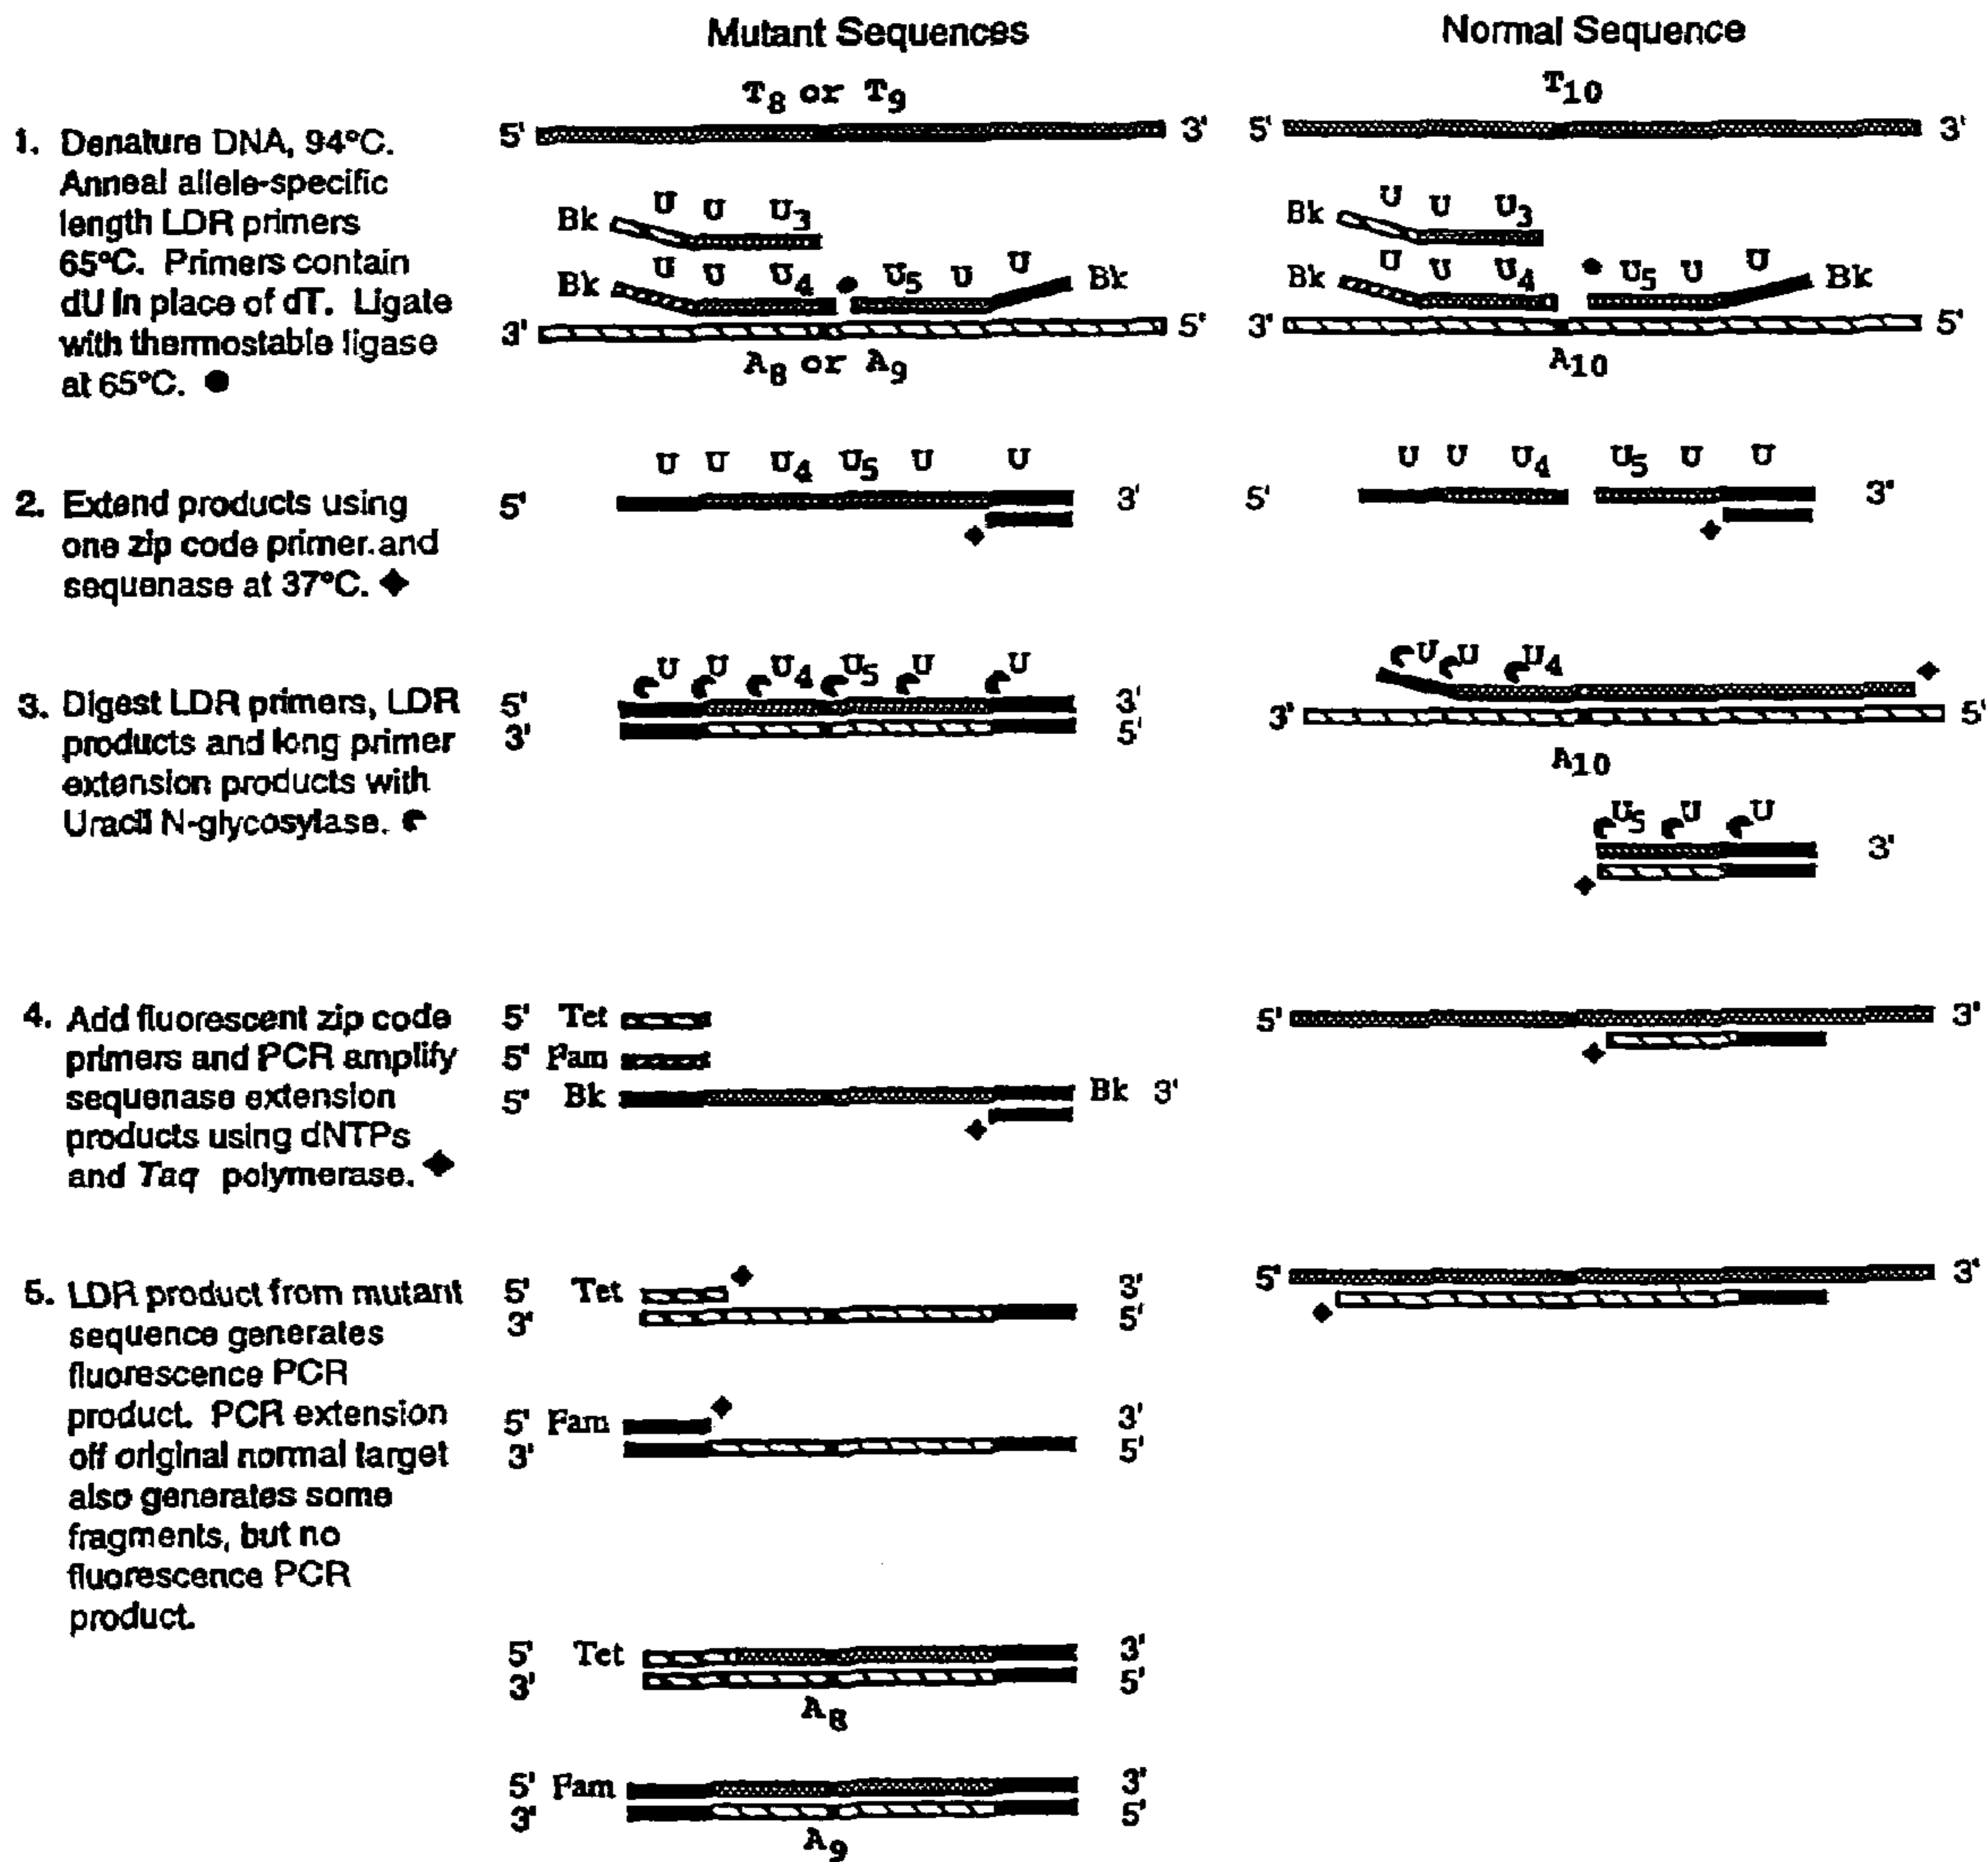 Mutant Sequences
Normal Sequence
T8 or T9
T10
1. Denature DNA, 94°C.
Anneal allele-specific
length LDR primers
65°C. Primers contain
dU in place of dT. Ligate
with thermostable ligase
at 65°C. ●
5' 3' 5' 3'
Bk U U U3
Bk U U U3
Bk U U U4 ● U5 U U Bk
Bk U U U4 ● U5 U U Bk
3' 5' 3' 5'
A8 or A9
A10
2. Extend products using
one zip code primer.and
sequenase at 37°C. ◆
U U U4 U5 U U
U U U4 U5 U U
5' 3' 5' 3'
3. Digest LDR primers, LDR
products and long primer
extension products with
Uracil N-glycosylase.
U U U4 U5 U U
U U U4
5' 3'
3' 5'
3' 5'
A10
U5 U U
3'
4. Add fluorescent zip code
primers and PCR amplify
sequenase extension
products using dNTPs
and Taq polymerase. ◆
5' Tet
5' Fam
5' Bk Bk 3'
5' 3'
5. LDR product from mutant
sequence generates
fluorescence PCR
product. PCR extension
off original normal target
also generates some
fragments, but no
fluorescence PCR
product.
5' Tet 3'
3' 5'
5' 3'
5' Fam 3'
3' 5'
5' Tet 3'
3' 5'
A8
5' Fam 3'
3' 5'
A9